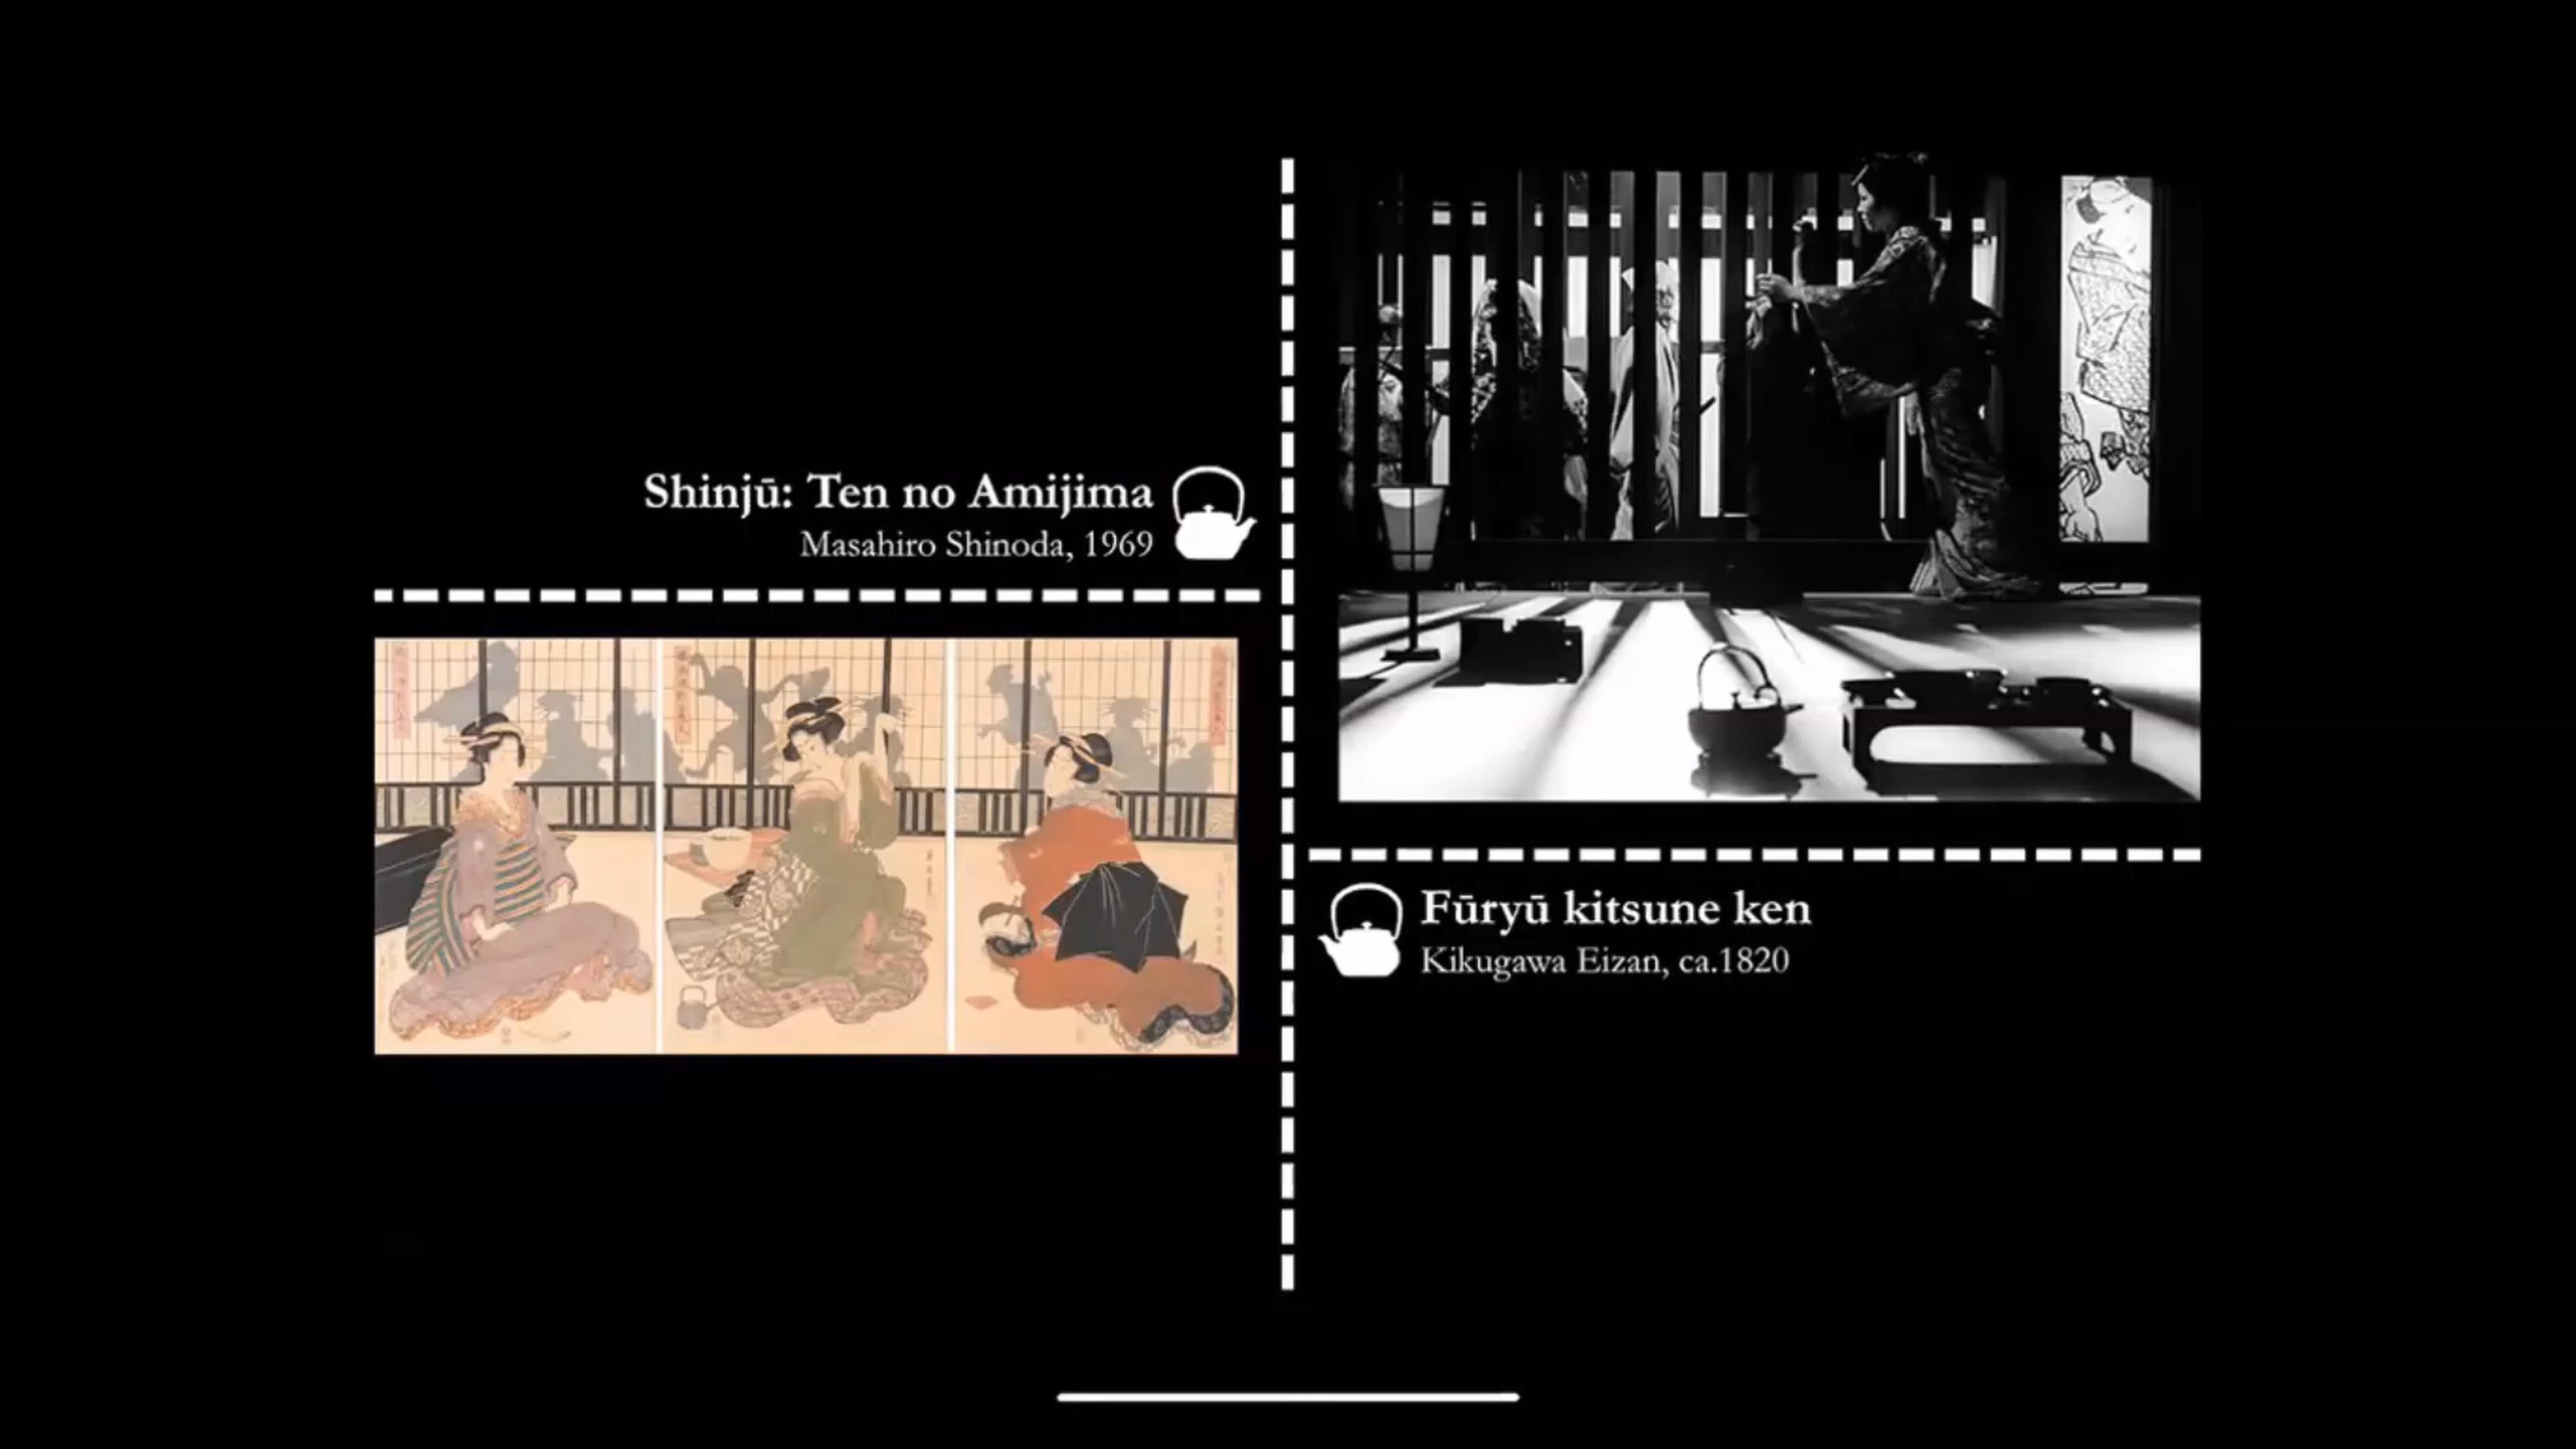 Shinjū: Ten no Amijima
Masahiro Shinoda, 1969
Fūryū kitsune ken
Kikugawa Eizan, ca.1820